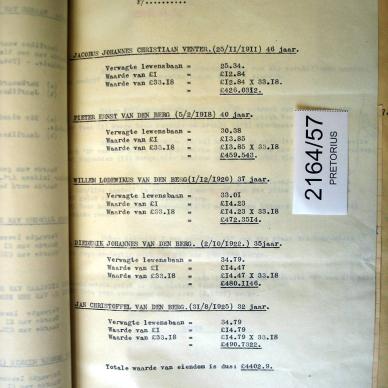 2/..........
JACOBUS JOHANNES CHRISTIAAN VENTER.(25/11/1911) 46 jaar.
Verwagte lewensbaan = 25.34.
Waarde van £1 = £12.84
Waarde van £33.18 = £12.84 X 33.18.
= £426.0312.
PIETER ERNST VAN DEN BERG (5/2/1918) 40 jaar.
Verwagte lewensbaan = 30.38
Waarde van £1 = £13.85
Waarde van £33.18 = £13.85 X 33.18
= £459.543.
WILLEM LODEWIKUS VAN DEN BERG(1/12/1920) 37 jaar.
Verwagte lewensbaan = 33.01
Waarde van £1 = £14.23
Waarde van £33.18 = £14.23 X 33.18
= £472.3514.
DIEDERIK JOHANNES VAN DEN BERG. (2/10/1922.) 35jaar.
Verwagte lewensbaan = 34.79.
Waarde van £1 = £14.47
Waarde van £33.18 = £14.47 X 33.18
= £480.1146.
JAN CHRISTOFFEL VAN DEN BERG.(31/8/1925) 32 jaar.
Verwagte lewensbaan = 34.79
Waarde van £1 = £14.79
Waarde van £33.18 = £14.79 X 33.18
= £490.7322.
Totale waarde van eiendom is dus: £4402.9.
2164/57
PRETORIUS